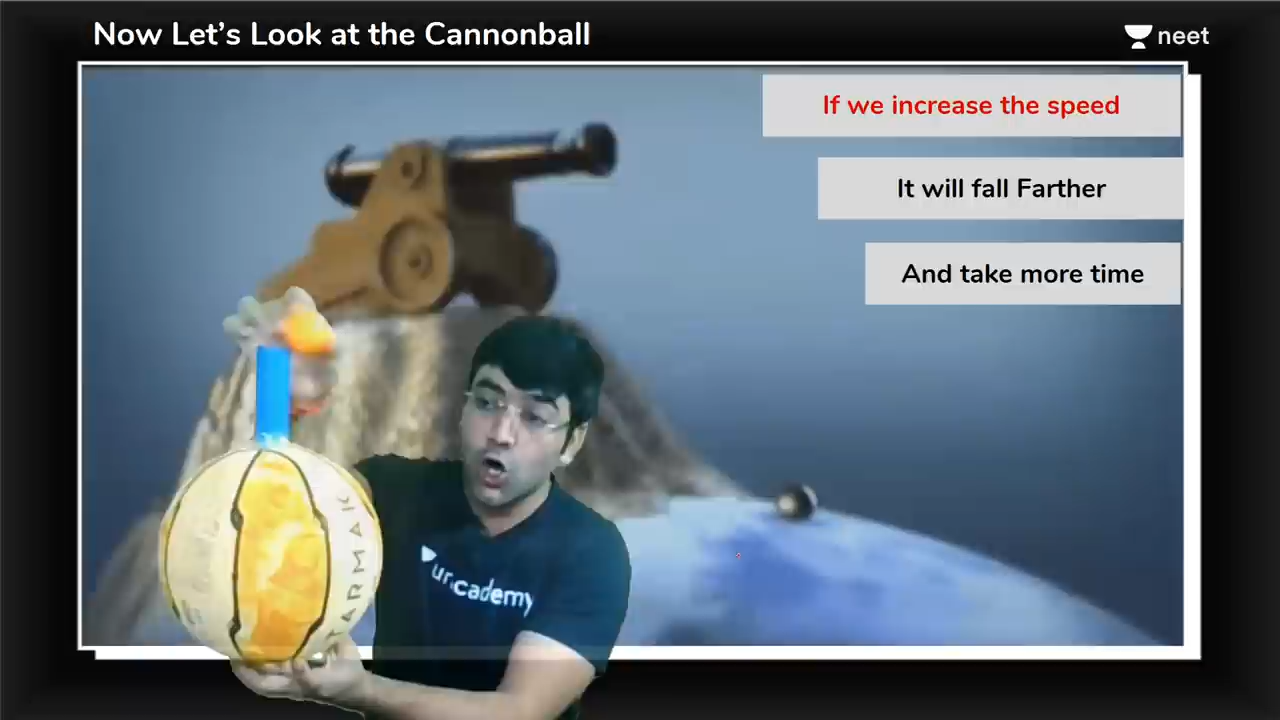 Now Let's Look at the Cannonball
neet
If we increase the speed
It will fall Farther
And take more time
STARMAK
unacademy